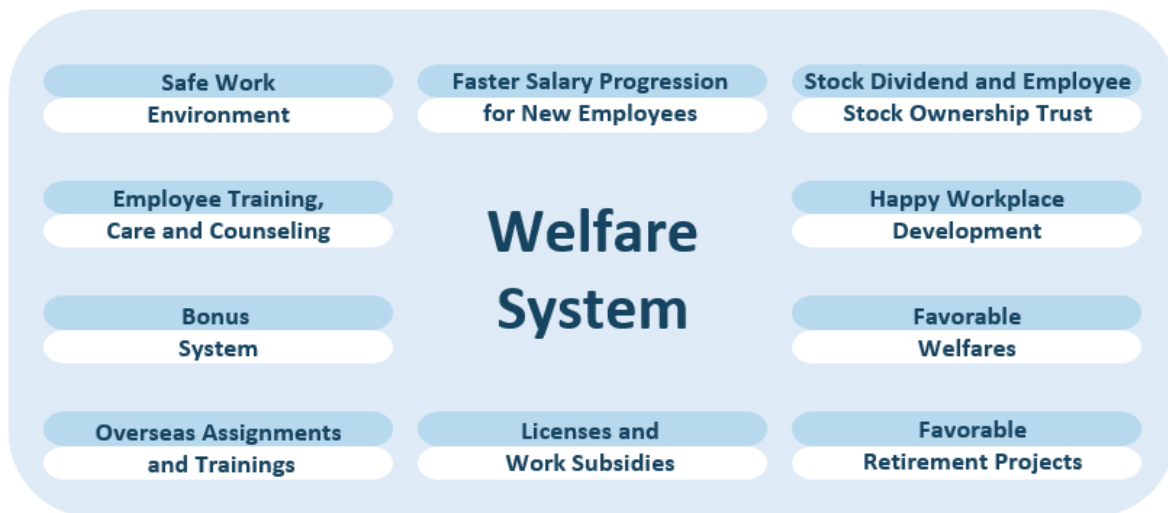 Safe Work
Environment
Faster Salary Progression
for New Employees
Stock Dividend and Employee
Stock Ownership Trust
Employee Training,
Care and Counseling
Welfare
System
Happy Workplace
Development
Bonus
System
Favorable
Welfares
Overseas Assignments
and Trainings
Licenses and
Work Subsidies
Favorable
Retirement Projects